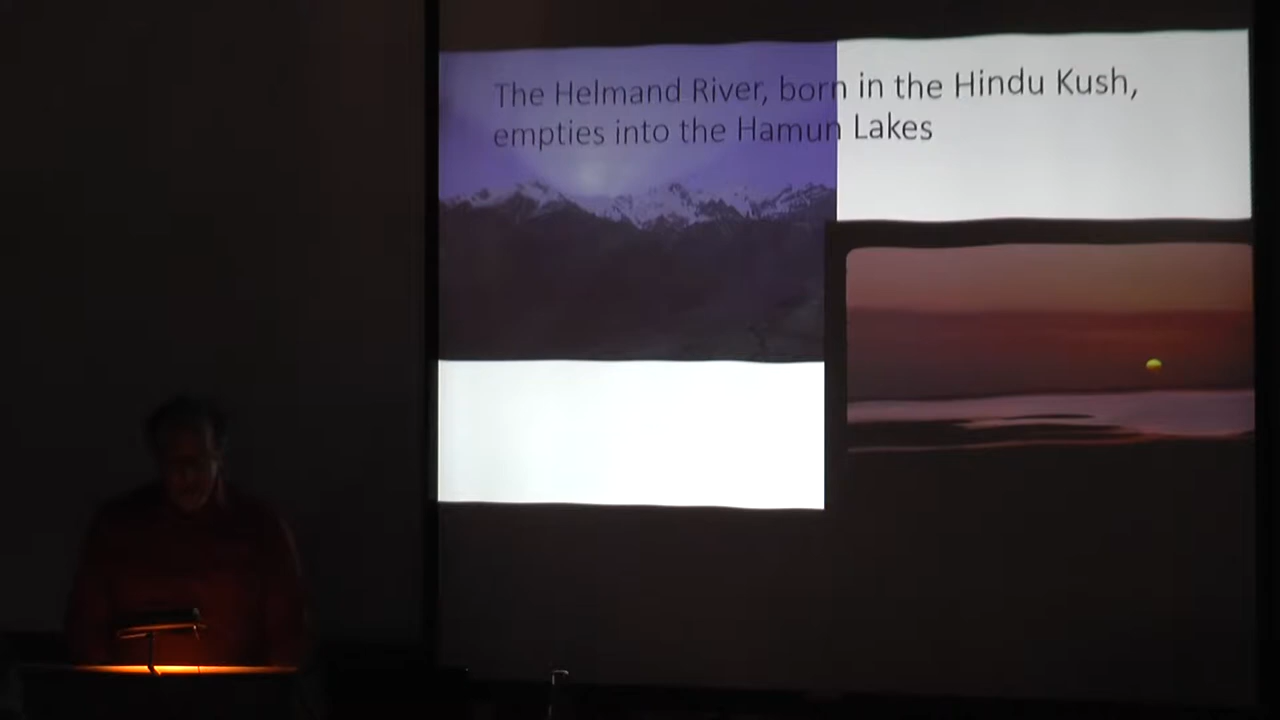 The Helmand River, born in the Hindu Kush,
empties into the Hamun Lakes